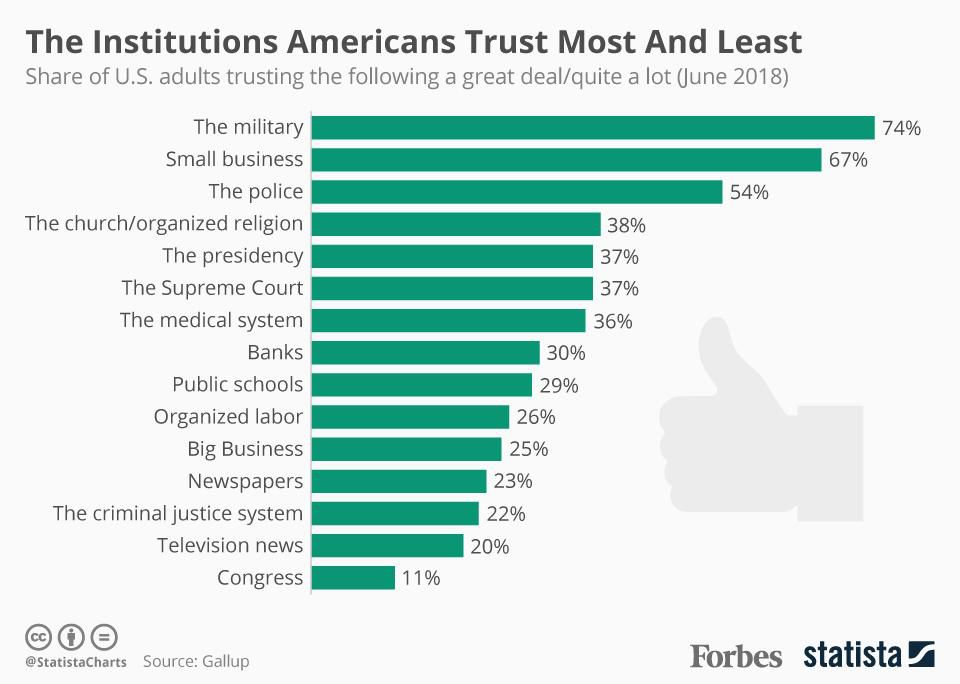 The Institutions Americans Trust Most And Least
Share of U.S. adults trusting the following a great deal/quite a lot (June 2018)
The military 74%
Small business 67%
The police 54%
The church/organized religion 38%
The presidency 37%
The Supreme Court 37%
The medical system 36%
Banks 30%
Public schools 29%
Organized labor 26%
Big Business 25%
Newspapers 23%
The criminal justice system 22%
Television news 20%
Congress 11%
cc
@StatistaCharts Source: Gallup
Forbes statista